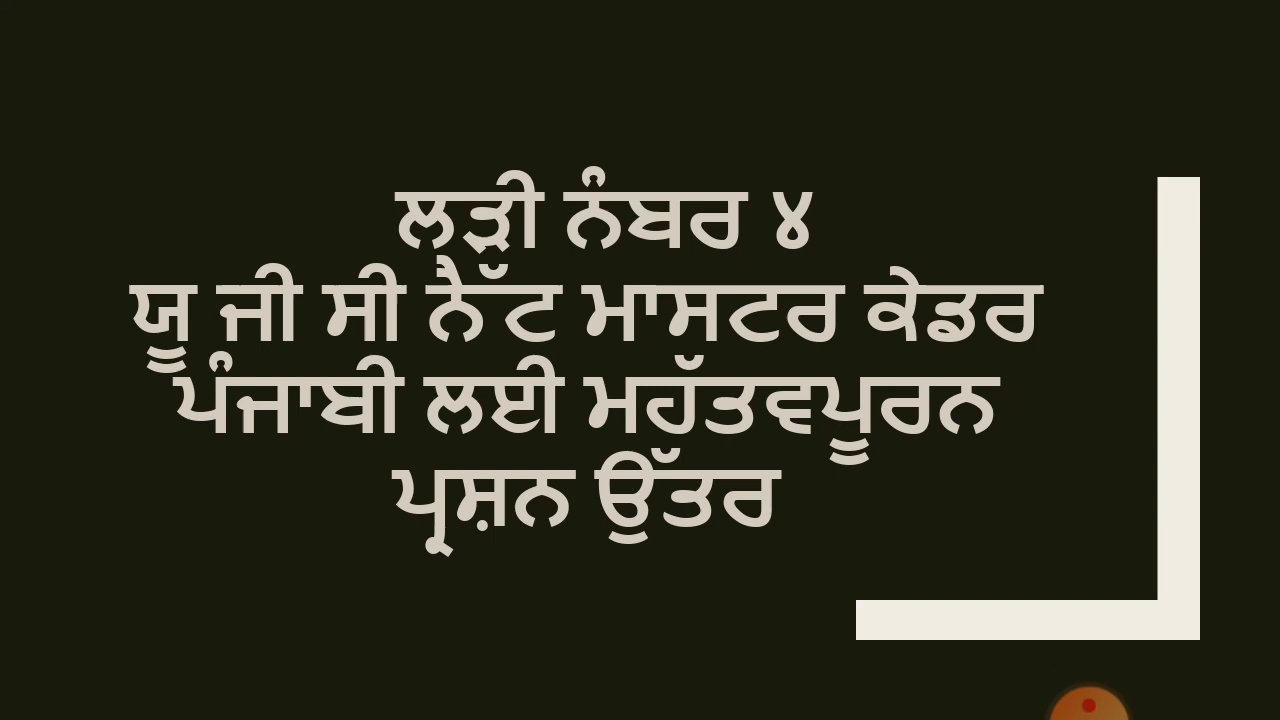 ਲੜੀ ਨੰਬਰ ੪
ਯੂ ਜੀ ਸੀ ਨੈੱਟ ਮਾਸਟਰ ਕੇਡਰ
ਪੰਜਾਬੀ ਲਈ ਮਹੱਤਵਪੂਰਨ
ਪ੍ਰਸ਼ਨ ਉੱਤਰ